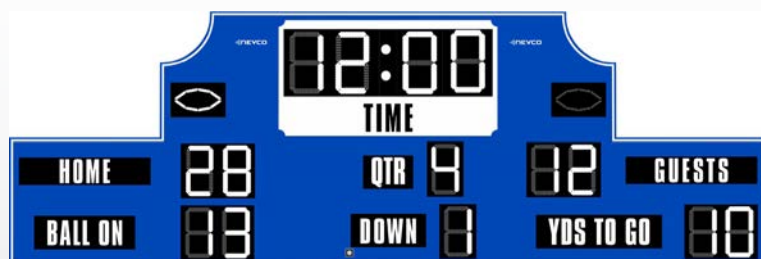 NEVCO NEVCO
12:00
TIME
HOME 28 QTR 4 12 GUESTS
BALL ON 13 DOWN 1 YDS TO GO 10